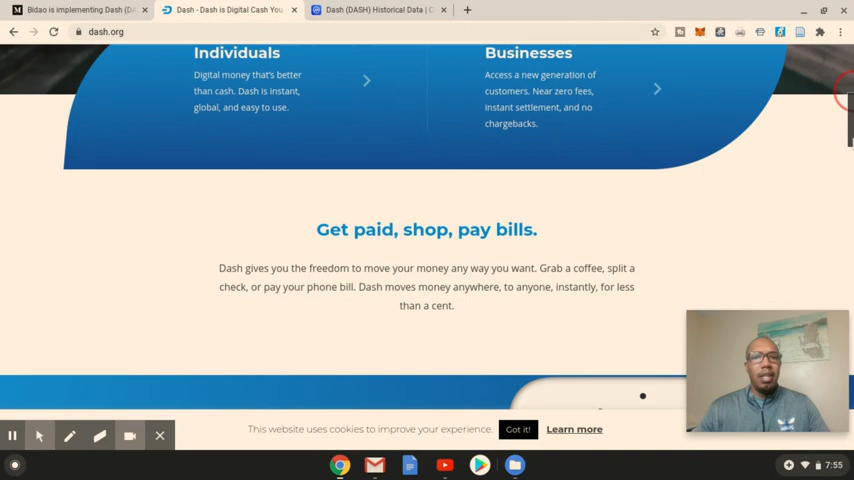 Bidao is implementing Dash (DA
Dash - Dash is Digital Cash You
Dash (DASH) Historical Data | C
dash.org
Individuals
Digital money that's better
than cash. Dash is instant,
global, and easy to use.
Businesses
Access a new generation of
customers. Near zero fees,
instant settlement, and no
chargebacks.
Get paid, shop, pay bills.
Dash gives you the freedom to move your money any way you want. Grab a coffee, split a
check, or pay your phone bill. Dash moves money anywhere, to anyone, instantly, for less
than a cent.
This website uses cookies to improve your experience.
Got it!
Learn more
7:55